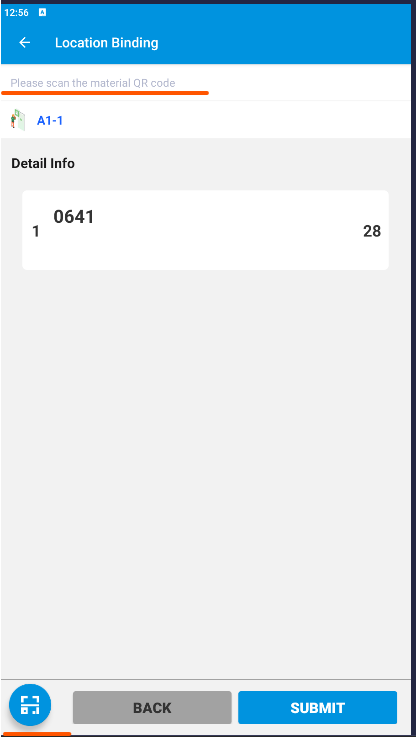 12:56 A
Location Binding
Please scan the material QR code
A1-1
Detail Info
0641
1
28
BACK
SUBMIT